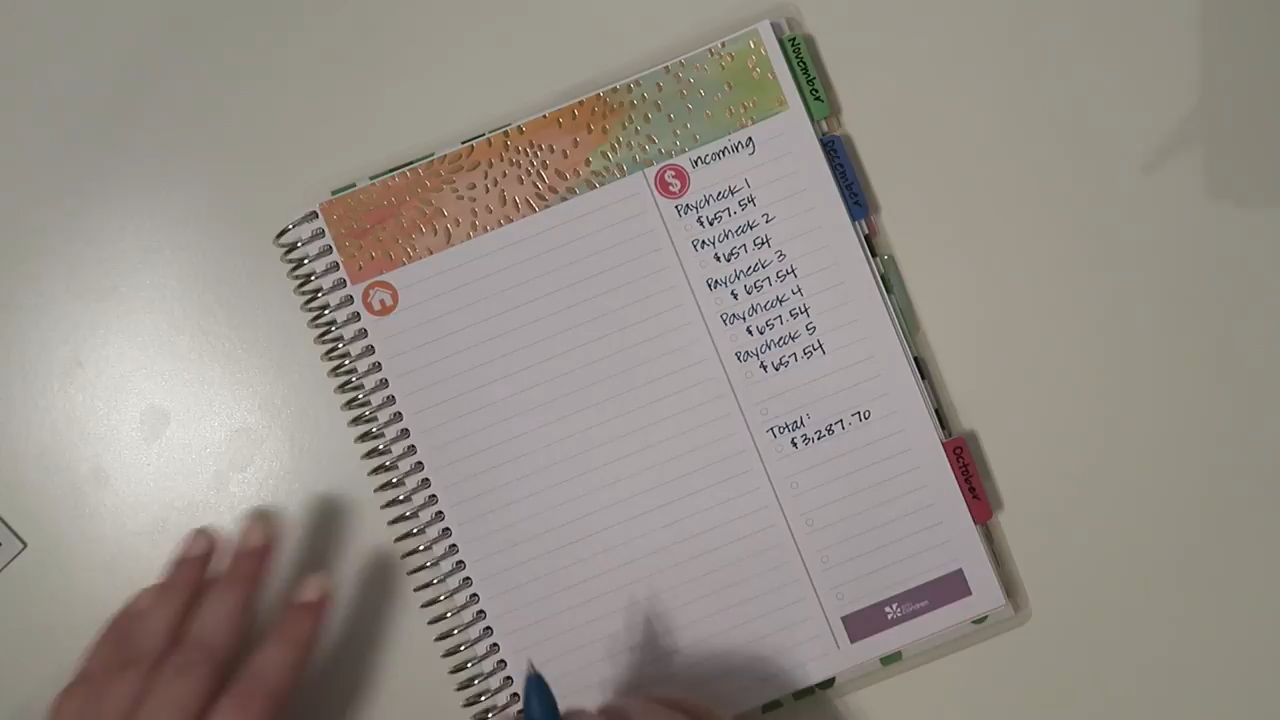 November
December
October
Incoming
$
Paycheck 1
$657.54
Paycheck 2
$657.54
Paycheck 3
$657.54
Paycheck 4
$657.54
Paycheck 5
$657.54
Total:
$3,287.70
condren